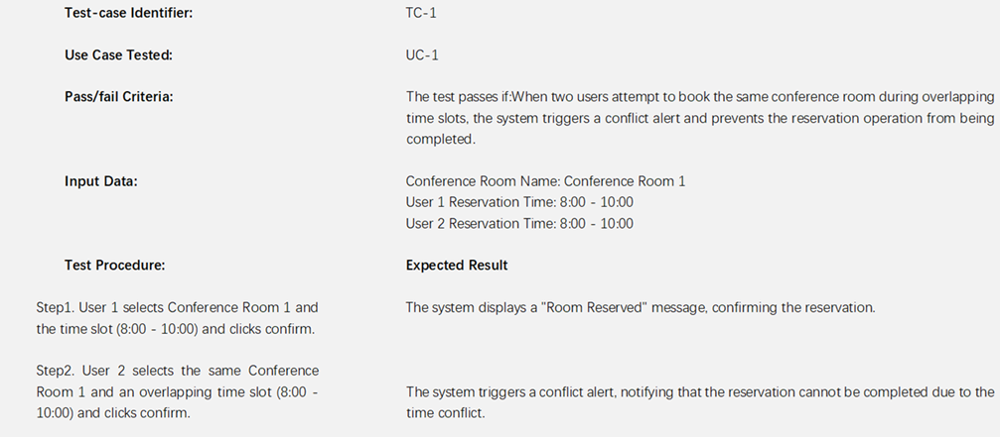 Test-case Identifier: TC-1
Use Case Tested: UC-1
Pass/fail Criteria: The test passes if:When two users attempt to book the same conference room during overlapping
time slots, the system triggers a conflict alert and prevents the reservation operation from being
completed.
Input Data: Conference Room Name: Conference Room 1
User 1 Reservation Time: 8:00 - 10:00
User 2 Reservation Time: 8:00 - 10:00
Test Procedure: Expected Result
Step1. User 1 selects Conference Room 1 and
the time slot (8:00 - 10:00) and clicks confirm.
The system displays a "Room Reserved" message, confirming the reservation.
Step2. User 2 selects the same Conference
Room 1 and an overlapping time slot (8:00 -
10:00) and clicks confirm.
The system triggers a conflict alert, notifying that the reservation cannot be completed due to the
time conflict.